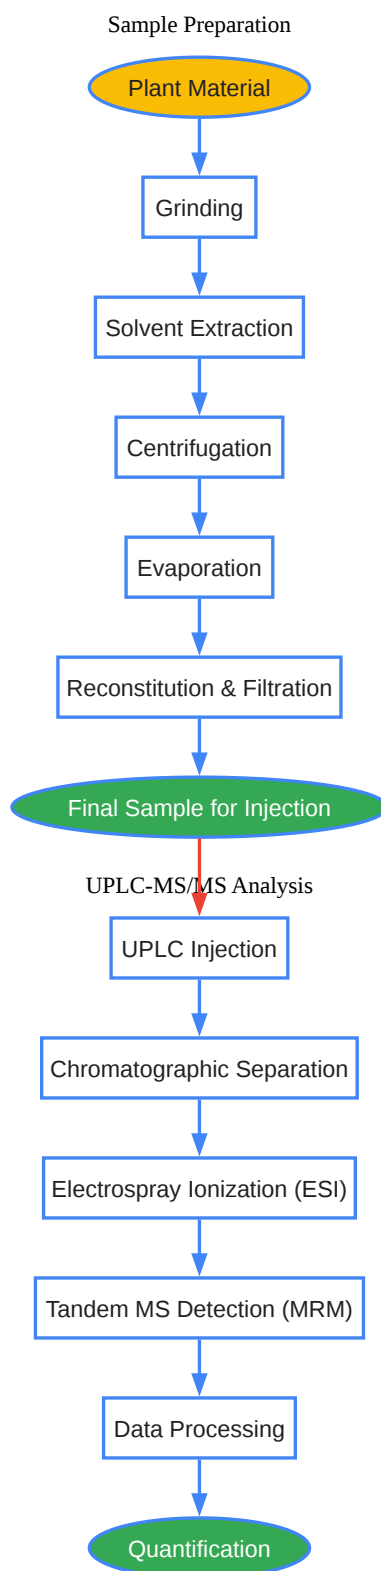 Sample Preparation
Plant Material
Grinding
Solvent Extraction
Centrifugation
Evaporation
Reconstitution & Filtration
Final Sample for Injection
UPLC-MS/MS Analysis
UPLC Injection
Chromatographic Separation
Electrospray Ionization (ESI)
Tandem MS Detection (MRM)
Data Processing
Quantification